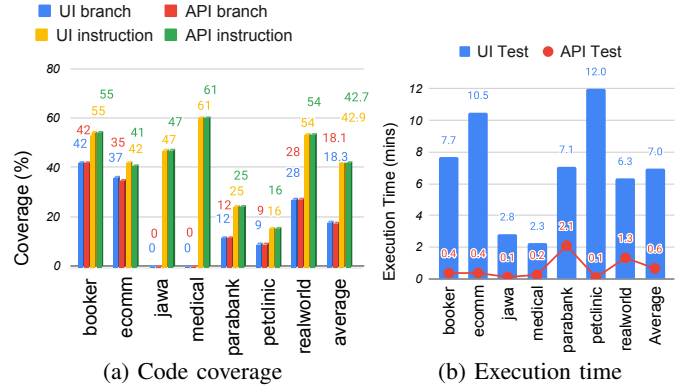 UI branch API branch
UI instruction API instruction
Coverage (%)
80
60
40
20
0
42 42 55 55
37 35 42 41
0 0 47 47
0 0 61 61
12 12 25 25
9 9 16 16
28 28 54 54
18.3 18.1 42.9 42.7
booker
ecomm
jawa
medical
parabank
petclinic
realworld
average
(a) Code coverage
UI Test API Test
Execution Time (mins)
12
10
8
6
4
2
0
7.7 10.5 2.8 2.3 7.1 12.0 6.3 7.0
0.4 0.4 0.1 0.2 2.1 0.1 1.3 0.6
booker
ecomm
jawa
medical
parabank
petclinic
realworld
Average
(b) Execution time